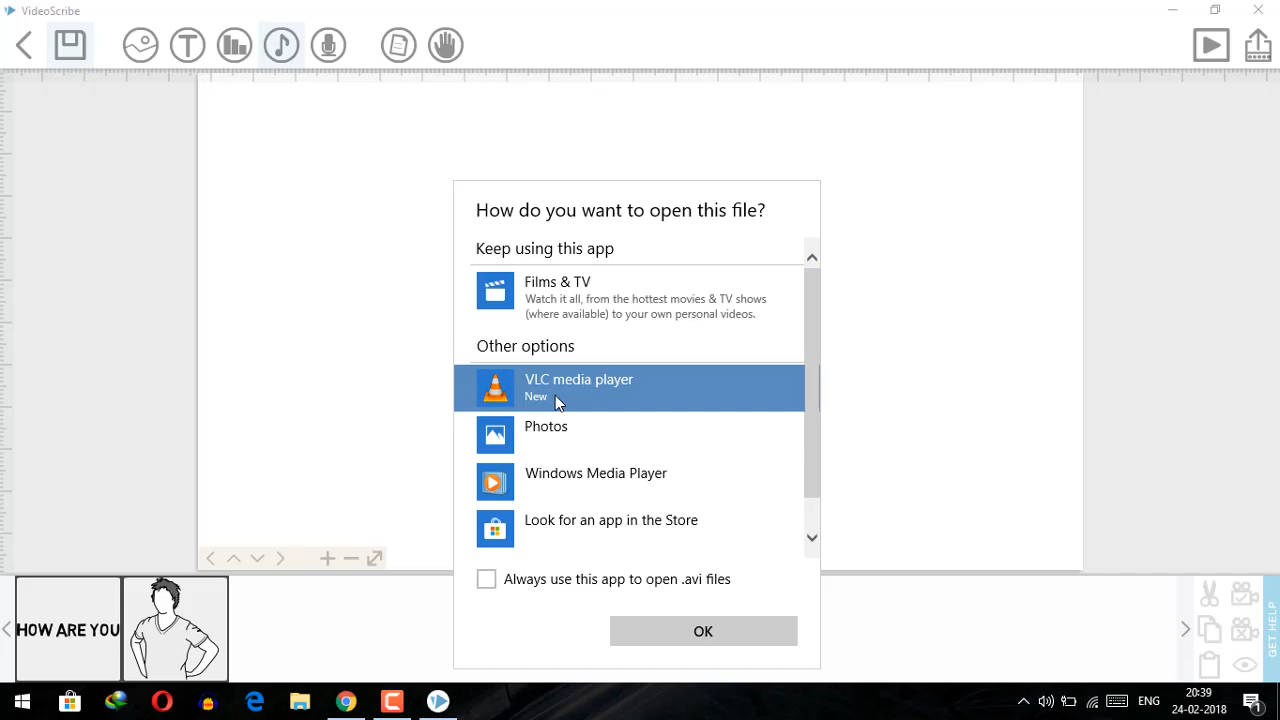 VideoScribe
How do you want to open this file?
Keep using this app
Films & TV
Watch it all, from the hottest movies & TV shows
(where available) to your own personal videos.
Other options
VLC media player
New
Photos
Windows Media Player
Look for an app in the Store
Always use this app to open .avi files
OK
HOW ARE YOU
GET HELP
ENG
20:39
24-02-2018
1